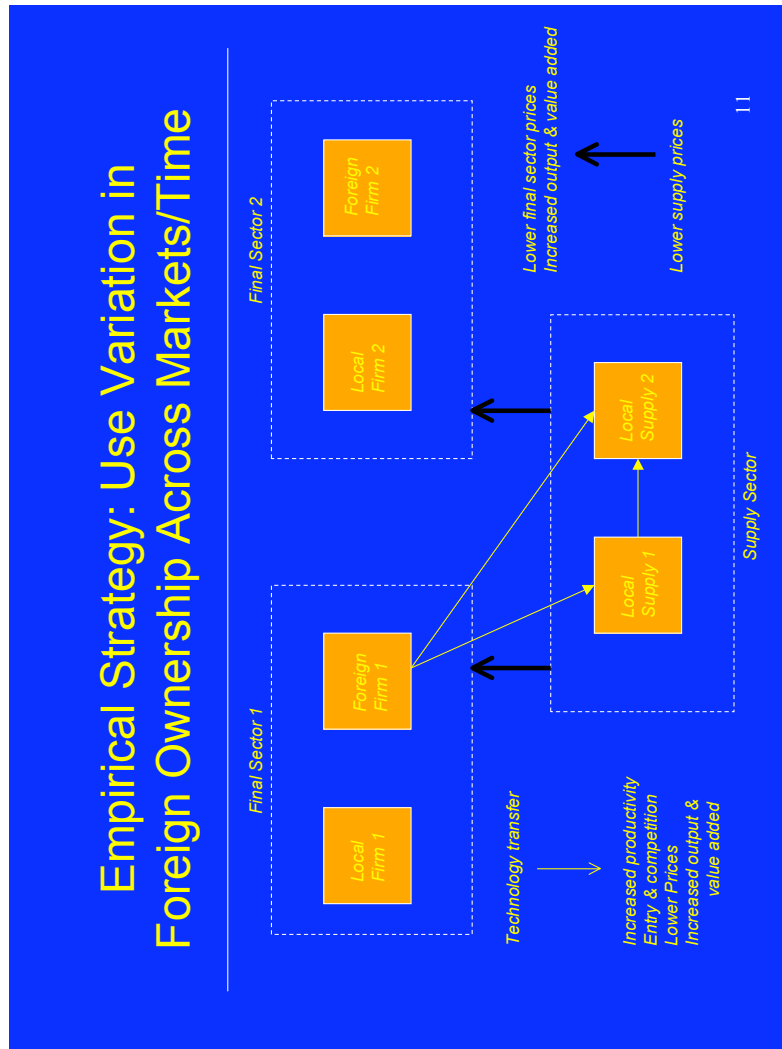 Empirical Strategy: Use Variation in
Foreign Ownership Across Markets/Time
Final Sector 1
Final Sector 2
Local
Firm 1
Foreign
Firm 1
Local
Firm 2
Foreign
Firm 2
Technology transfer
Increased productivity
Entry & competition
Lower Prices
Increased output &
value added
Local
Supply 1
Local
Supply 2
Supply Sector
Lower final sector prices
Increased output & value added
Lower supply prices
11